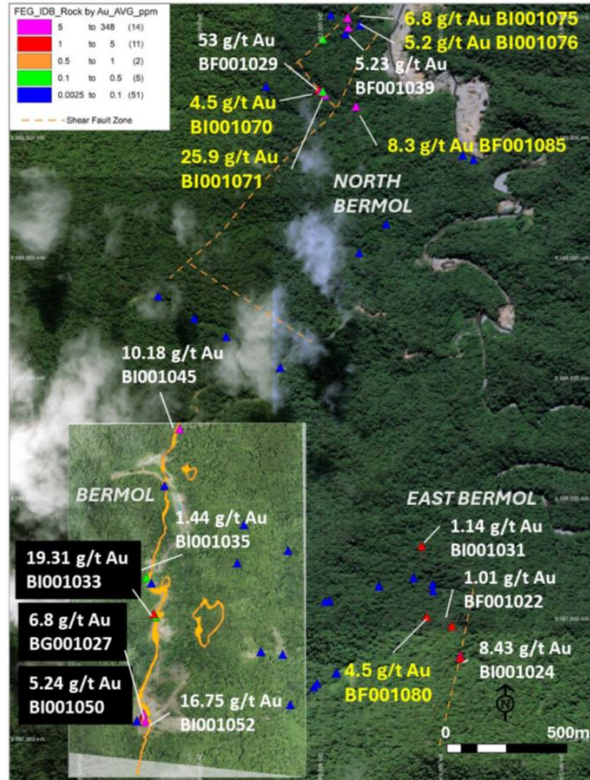 FEG_IDB_Rock by Au_AVG_ppm
5 to 348 (14)
1 to 5 (11)
0.5 to 1 (2)
0.1 to 0.5 (5)
0.0025 to 0.1 (51)
Shear Fault Zone
6.8 g/t Au BI001075
5.2 g/t Au BI001076
53 g/t Au
BF001029
5.23 g/t Au
BF001039
4.5 g/t Au
BI001070
8.3 g/t Au BF001085
25.9 g/t Au
BI001071
NORTH
BERMOL
10.18 g/t Au
BI001045
BERMOL
EAST BERMOL
1.44 g/t Au
BI001035
1.14 g/t Au
BI001031
19.31 g/t Au
BI001033
1.01 g/t Au
BF001022
6.8 g/t Au
BG001027
4.5 g/t Au
BF001080
8.43 g/t Au
BI001024
5.24 g/t Au
BI001050
16.75 g/t Au
BI001052
N
0 500m